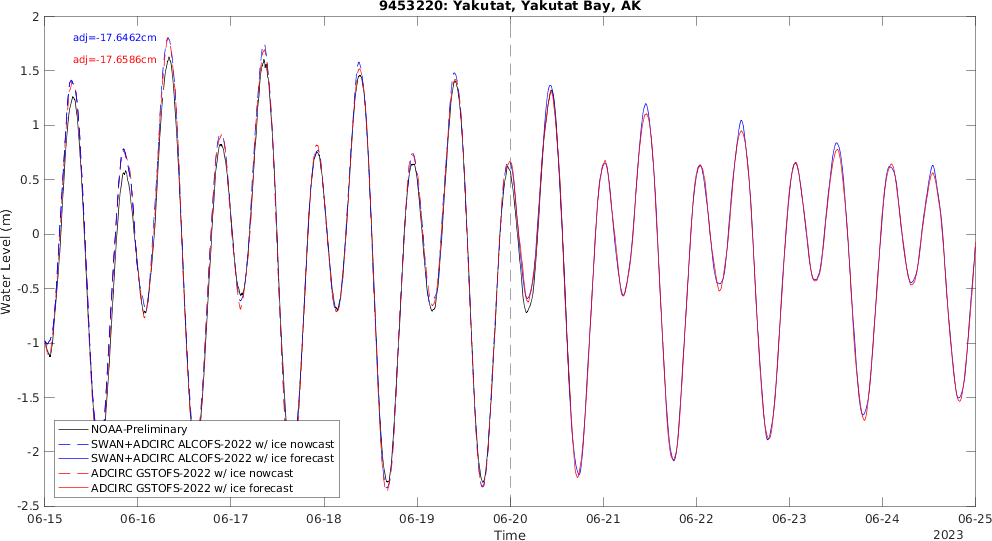 9453220: Yakutat, Yakutat Bay, AK
adj=-17.6462cm
adj=-17.6586cm
2
1.5
1
0.5
0
-0.5
-1
-1.5
-2
-2.5
Water Level (m)
NOAA-Preliminary
SWAN+ADCIRC ALCOFS-2022 w/ ice nowcast
SWAN+ADCIRC ALCOFS-2022 w/ ice forecast
ADCIRC GSTOFS-2022 w/ ice nowcast
ADCIRC GSTOFS-2022 w/ ice forecast
06-15 06-16 06-17 06-18 06-19 06-20 06-21 06-22 06-23 06-24 06-25
Time
2023